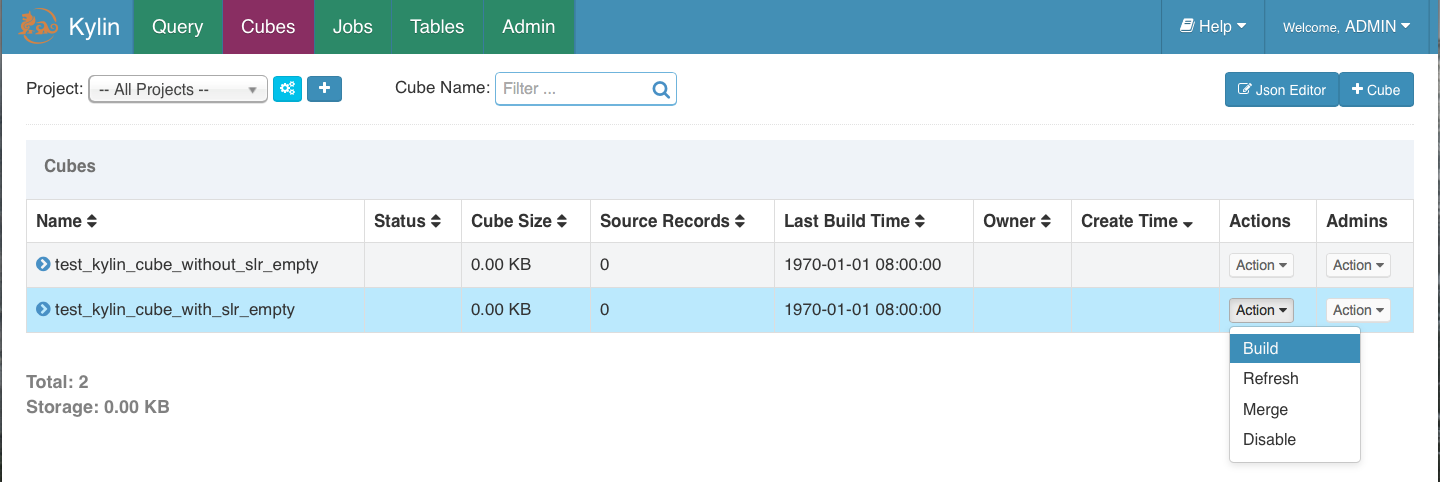 Kylin Query Cubes Jobs Tables Admin Help Welcome, ADMIN
Project: -- All Projects -- Cube Name: Filter ... Json Editor Cube
Cubes
Name Status Cube Size Source Records Last Build Time Owner Create Time Actions Admins
test_kylin_cube_without_slr_empty 0.00 KB 0 1970-01-01 08:00:00 Action Action
test_kylin_cube_with_slr_empty 0.00 KB 0 1970-01-01 08:00:00 Action Action
Build
Refresh
Merge
Disable
Total: 2
Storage: 0.00 KB